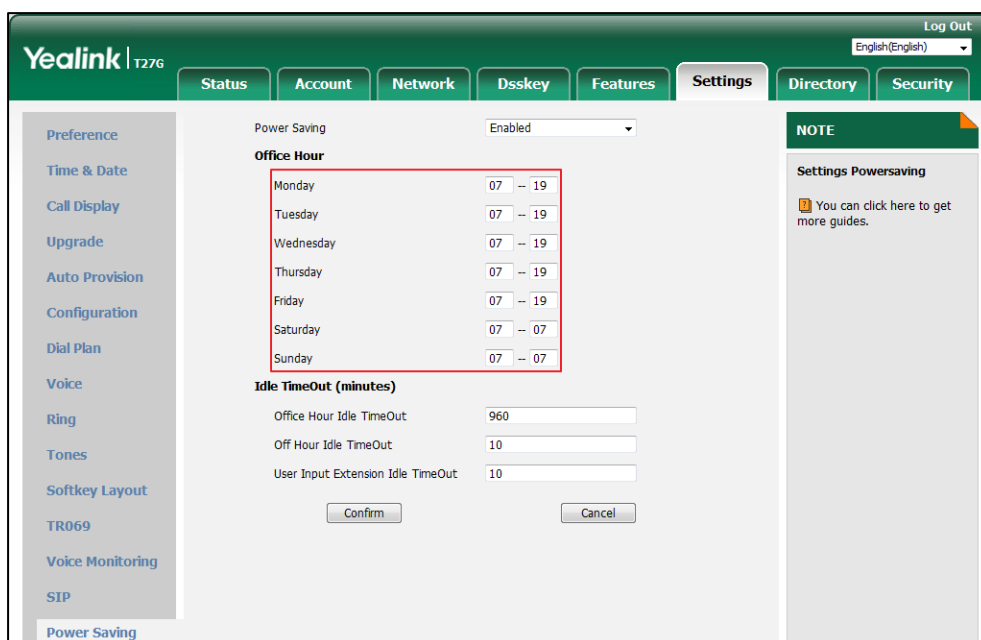 Log Out
Yealink | T27G
English(English)
Status Account Network Dsskey Features Settings Directory Security
Preference
Time & Date
Call Display
Upgrade
Auto Provision
Configuration
Dial Plan
Voice
Ring
Tones
Softkey Layout
TR069
Voice Monitoring
SIP
Power Saving
Power Saving Enabled
Office Hour
Monday 07 -- 19
Tuesday 07 -- 19
Wednesday 07 -- 19
Thursday 07 -- 19
Friday 07 -- 19
Saturday 07 -- 07
Sunday 07 -- 07
Idle TimeOut (minutes)
Office Hour Idle TimeOut 960
Off Hour Idle TimeOut 10
User Input Extension Idle TimeOut 10
Confirm Cancel
NOTE
Settings Powersaving
? You can click here to get
more guides.